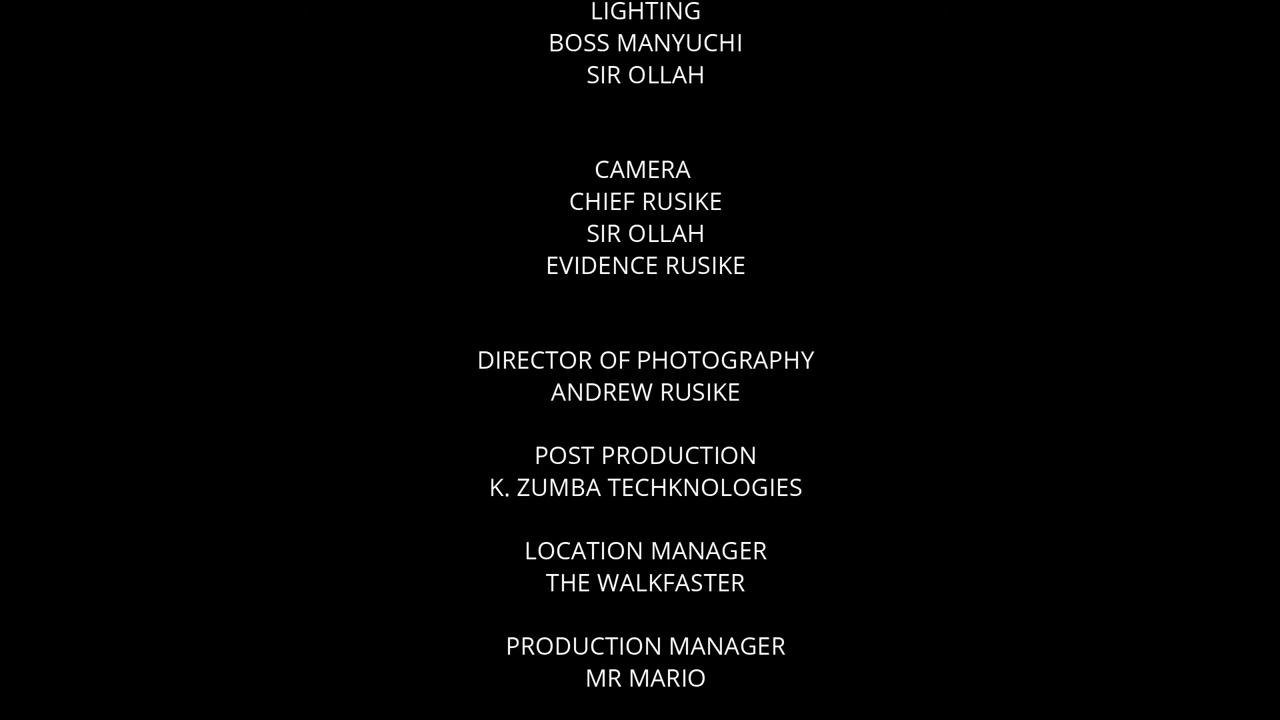 LIGHTING
BOSS MANYUCHI
SIR OLLAH
CAMERA
CHIEF RUSIKE
SIR OLLAH
EVIDENCE RUSIKE
DIRECTOR OF PHOTOGRAPHY
ANDREW RUSIKE
POST PRODUCTION
K. ZUMBA TECHKNOLOGIES
LOCATION MANAGER
THE WALKFASTER
PRODUCTION MANAGER
MR MARIO